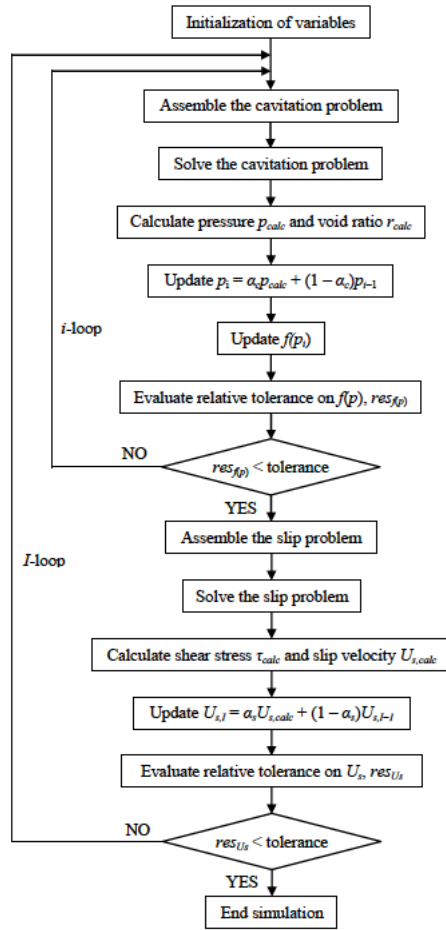 Initialization of variables
Assemble the cavitation problem
Solve the cavitation problem
Calculate pressure p_calc and void ratio r_calc
Update p_i = α_c p_calc + (1 − α_c)p_i−1
i-loop
Update f(p_i)
Evaluate relative tolerance on f(p), res_f(p)
NO
res_f(p) < tolerance
YES
Assemble the slip problem
I-loop
Solve the slip problem
Calculate shear stress τ_calc and slip velocity U_s,calc
Update U_s,I = α_s U_s,calc + (1 − α_s)U_s,I−1
Evaluate relative tolerance on U_s, res_Us
NO
res_Us < tolerance
YES
End simulation